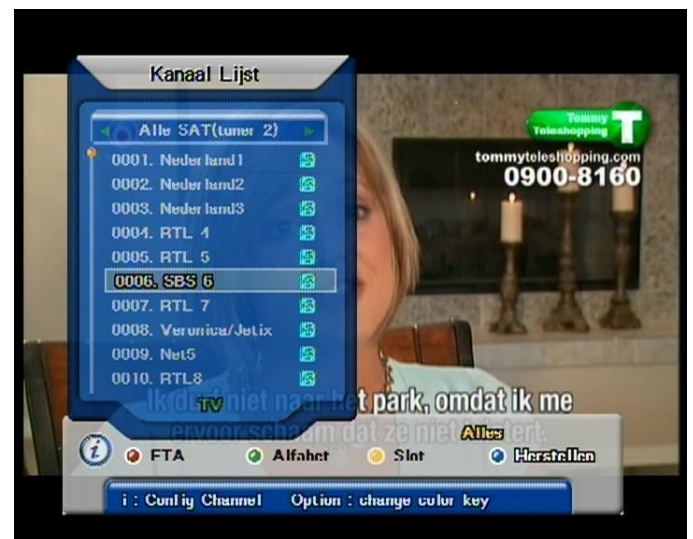 Kanaal Lijst
Alle SAT(tuner 2)
0001. Nederland1
0002. Nederland2
0003. Nederland3
0004. RTL 4
0005. RTL 5
0006. SBS 6
0007. RTL 7
0008. Veronica/Jetix
0009. Net5
0010. RTL8
TV
Tommy
Teleshopping
T
tommyteleshopping.com
0900-8160
Ik durf niet naar het park, omdat ik me
ervoor schaam dat ze niet
Alles
i
FTA
Alfabet
Slot
Herstellen
i : Config Channel Option : change color key